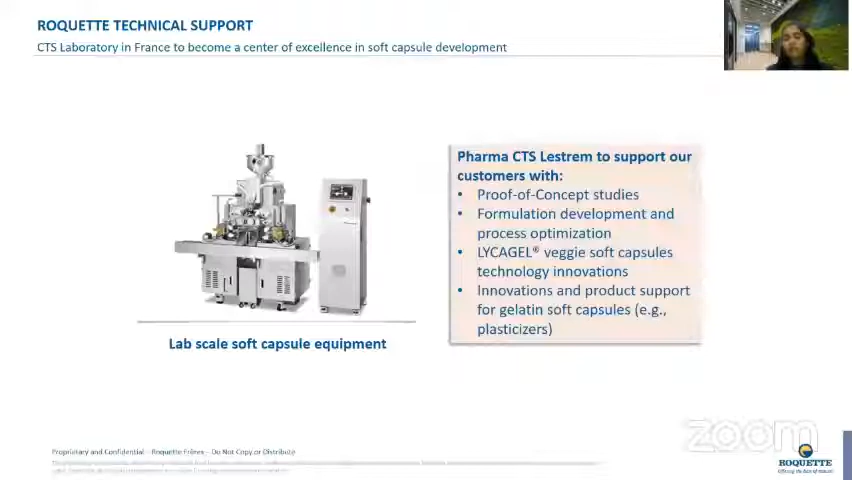 ROQUETTE TECHNICAL SUPPORT
CTS Laboratory in France to become a center of excellence in soft capsule development
ROQUETTE
Pharma CTS Lestrem to support our
customers with:
• Proof-of-Concept studies
• Formulation development and
process optimization
• LYCAGEL® veggie soft capsules
technology innovations
• Innovations and product support
for gelatin soft capsules (e.g.,
plasticizers)
Lab scale soft capsule equipment
zoom
Proprietary and Confidential – Roquette Frères – Do Not Copy or Distribute
ROQUETTE
Offering the best of nature™